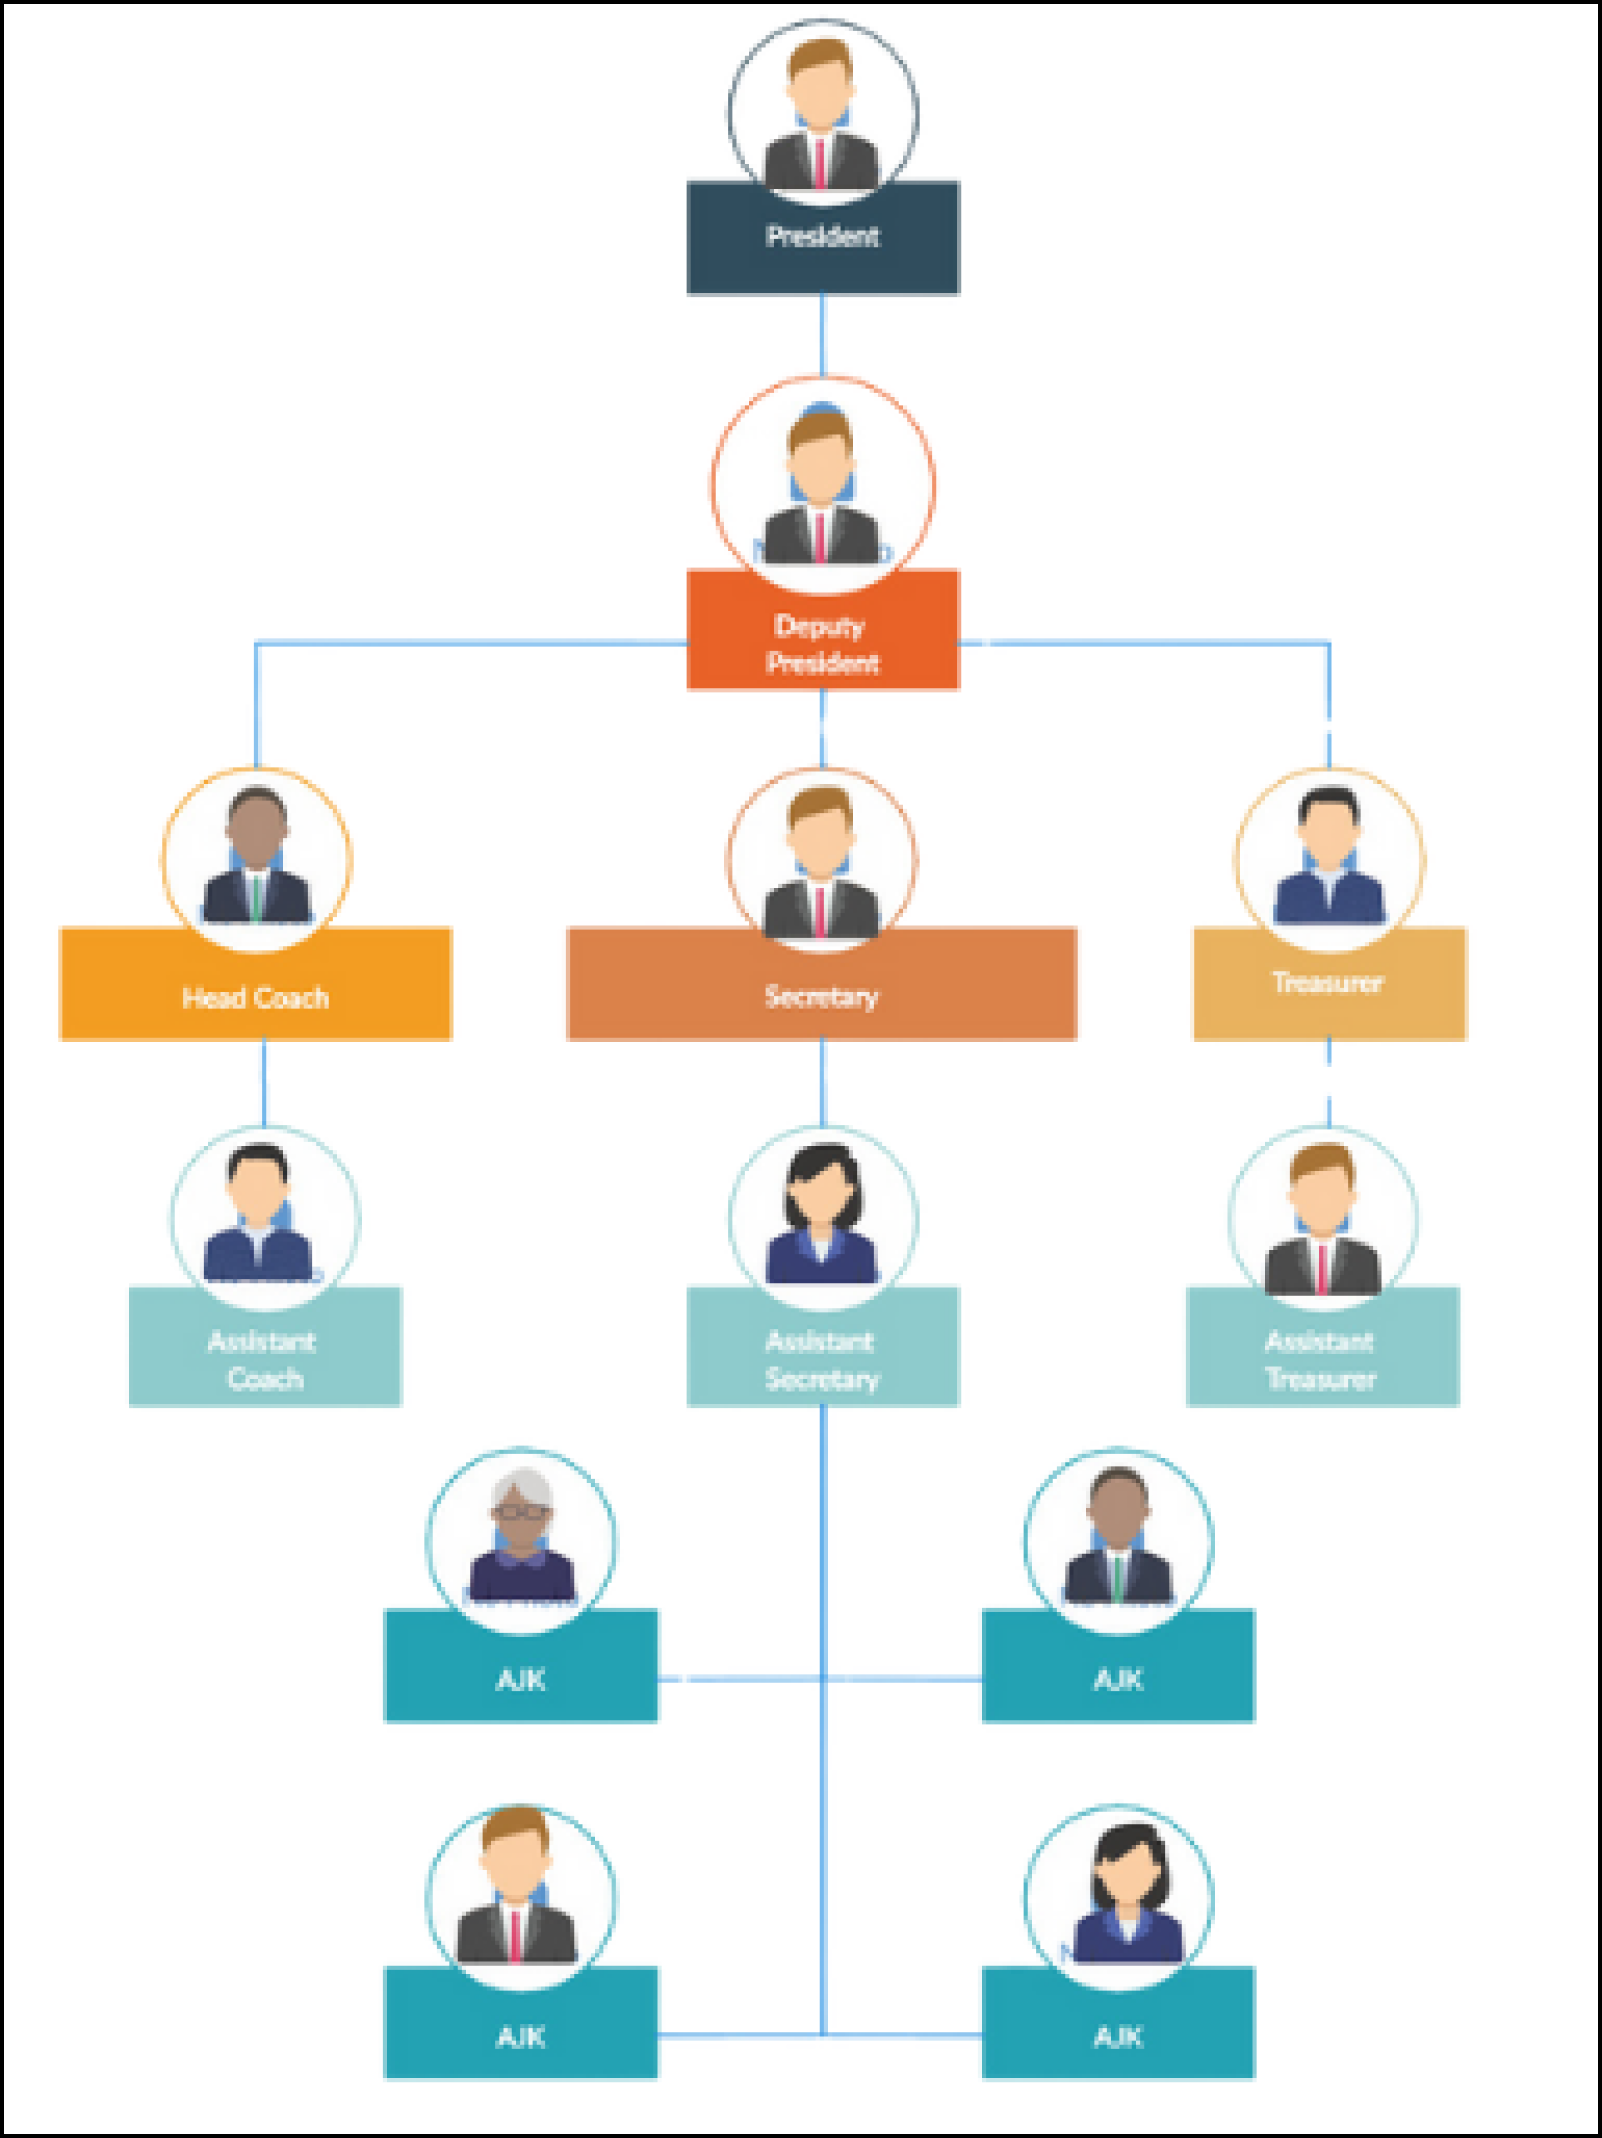 President
Deputy
President
Head Coach
Secretary
Treasurer
Assistant
Coach
Assistant
Secretary
Assistant
Treasurer
AJK
AJK
AJK
AJK